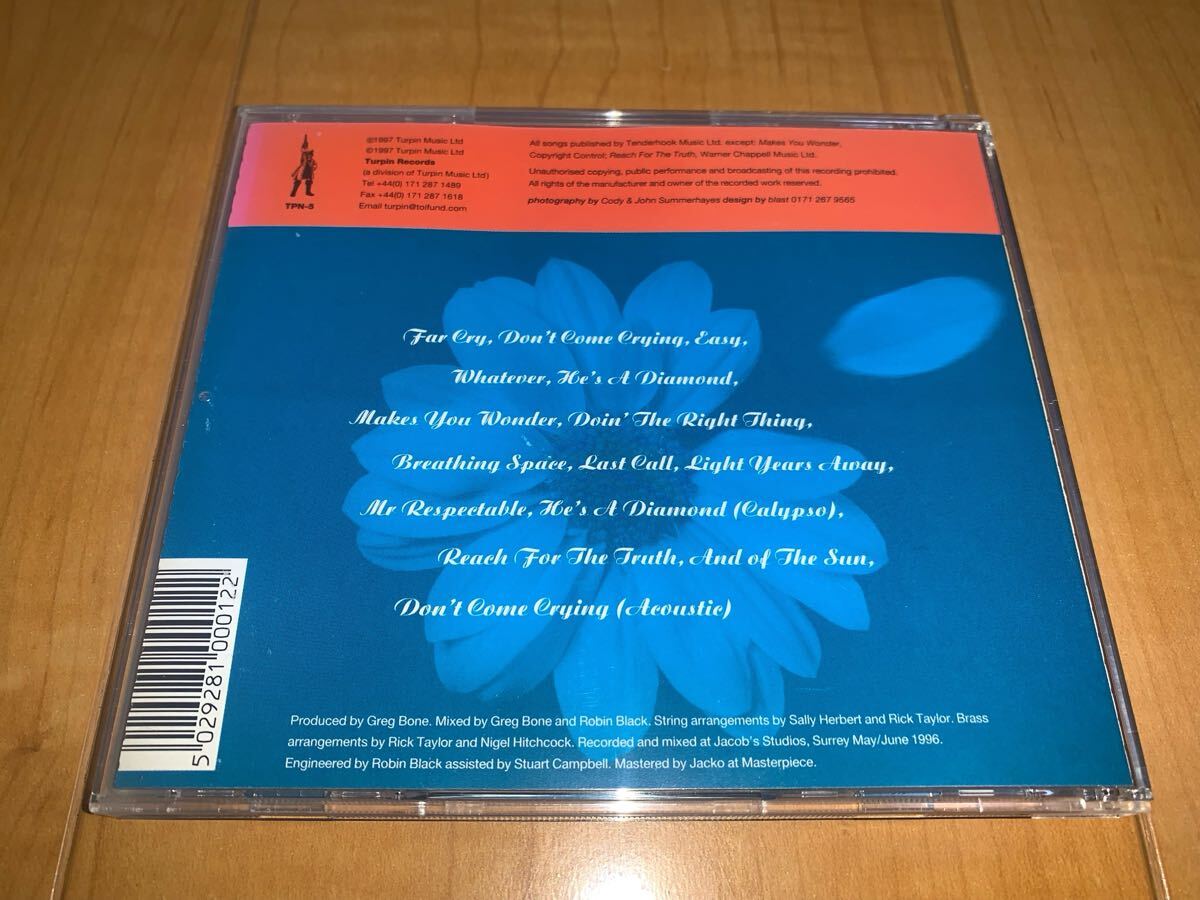 ℗1997 Turpin Music Ltd
©1997 Turpin Music Ltd
Turpin Records
(a division of Turpin Music Ltd)
Tel +44(0) 171 287 1489
Fax +44(0) 171 287 1618
Email turpin@tolfund.com
TPN-5
All songs published by Tenderhook Music Ltd. except: Makes You Wonder,
Copyright Control; Reach For The Truth, Warner Chappell Music Ltd.
Unauthorised copying, public performance and broadcasting of this recording prohibited.
All rights of the manufacturer and owner of the recorded work reserved.
photography by Cody & John Summerhayes design by blast 0171 267 9565
Far Cry, Don't Come Crying, Easy,
Whatever, He's A Diamond,
Makes You Wonder, Doin' The Right Thing,
Breathing Space, Last Call, Light Years Away,
Mr Respectable, He's A Diamond (Calypso),
Reach For The Truth, And of The Sun,
Don't Come Crying (Acoustic)
5 029281 000122
Produced by Greg Bone. Mixed by Greg Bone and Robin Black. String arrangements by Sally Herbert and Rick Taylor. Brass
arrangements by Rick Taylor and Nigel Hitchcock. Recorded and mixed at Jacob's Studios, Surrey May/June 1996.
Engineered by Robin Black assisted by Stuart Campbell. Mastered by Jacko at Masterpiece.